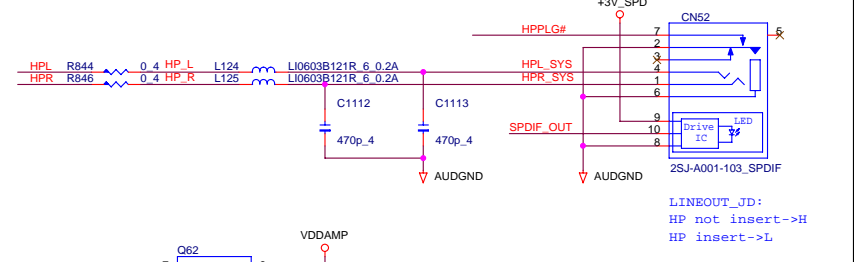 +3V_SPD
CN52
HPPLG#
7
5
2
3
HPL R844 0_4 HP_L L124 LI0603B121R_6_0.2A HPL_SYS 4
HPR R846 0_4 HP_R L125 LI0603B121R_6_0.2A HPR_SYS 1
6
C1112 C1113
9 LED
SPDIF_OUT 10 Drive
IC
470p_4 470p_4 8
2SJ-A001-103_SPDIF
AUDGND AUDGND
LINEOUT_JD:
HP not insert->H
HP insert->L
VDDAMP
Q62